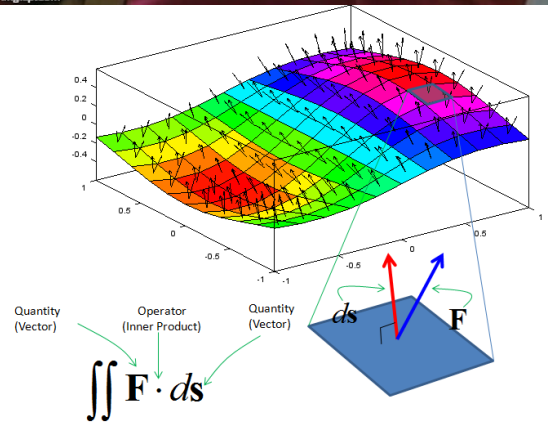 0.4
0.2
0
-0.2
-0.4
1
0.5
0
-0.5
-1
-1
-0.5
0
0.5
1
ds
F
Quantity
(Vector)
Operator
(Inner Product)
Quantity
(Vector)
∬ F · ds